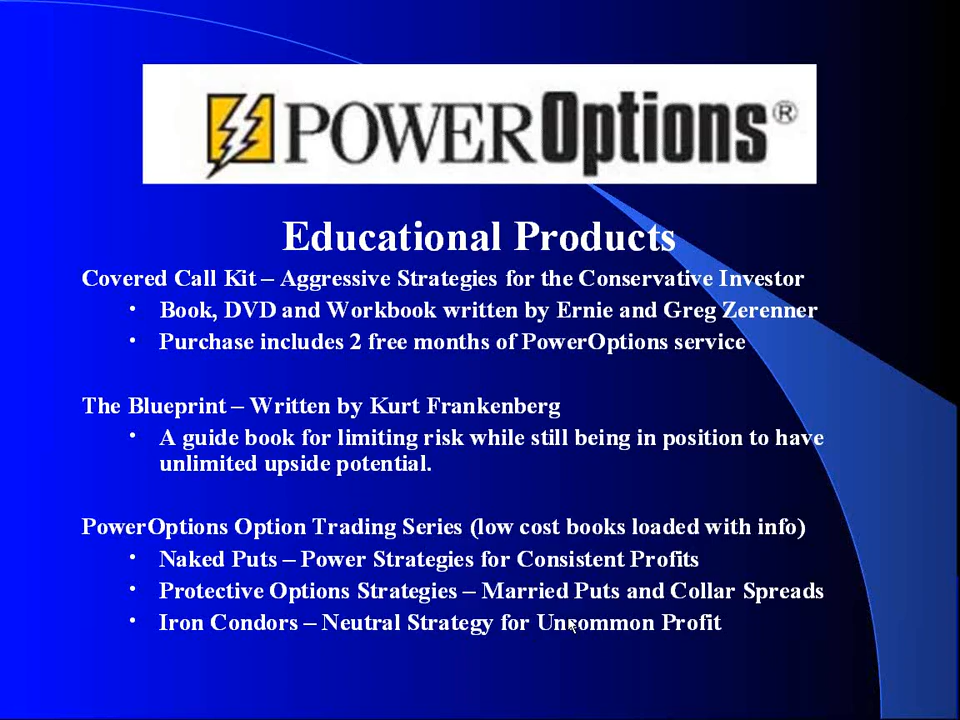 POWEROptions®
Educational Products
Covered Call Kit – Aggressive Strategies for the Conservative Investor
• Book, DVD and Workbook written by Ernie and Greg Zerenner
• Purchase includes 2 free months of PowerOptions service
The Blueprint – Written by Kurt Frankenberg
• A guide book for limiting risk while still being in position to have
unlimited upside potential.
PowerOptions Option Trading Series (low cost books loaded with info)
• Naked Puts – Power Strategies for Consistent Profits
• Protective Options Strategies – Married Puts and Collar Spreads
• Iron Condors – Neutral Strategy for Uncommon Profit